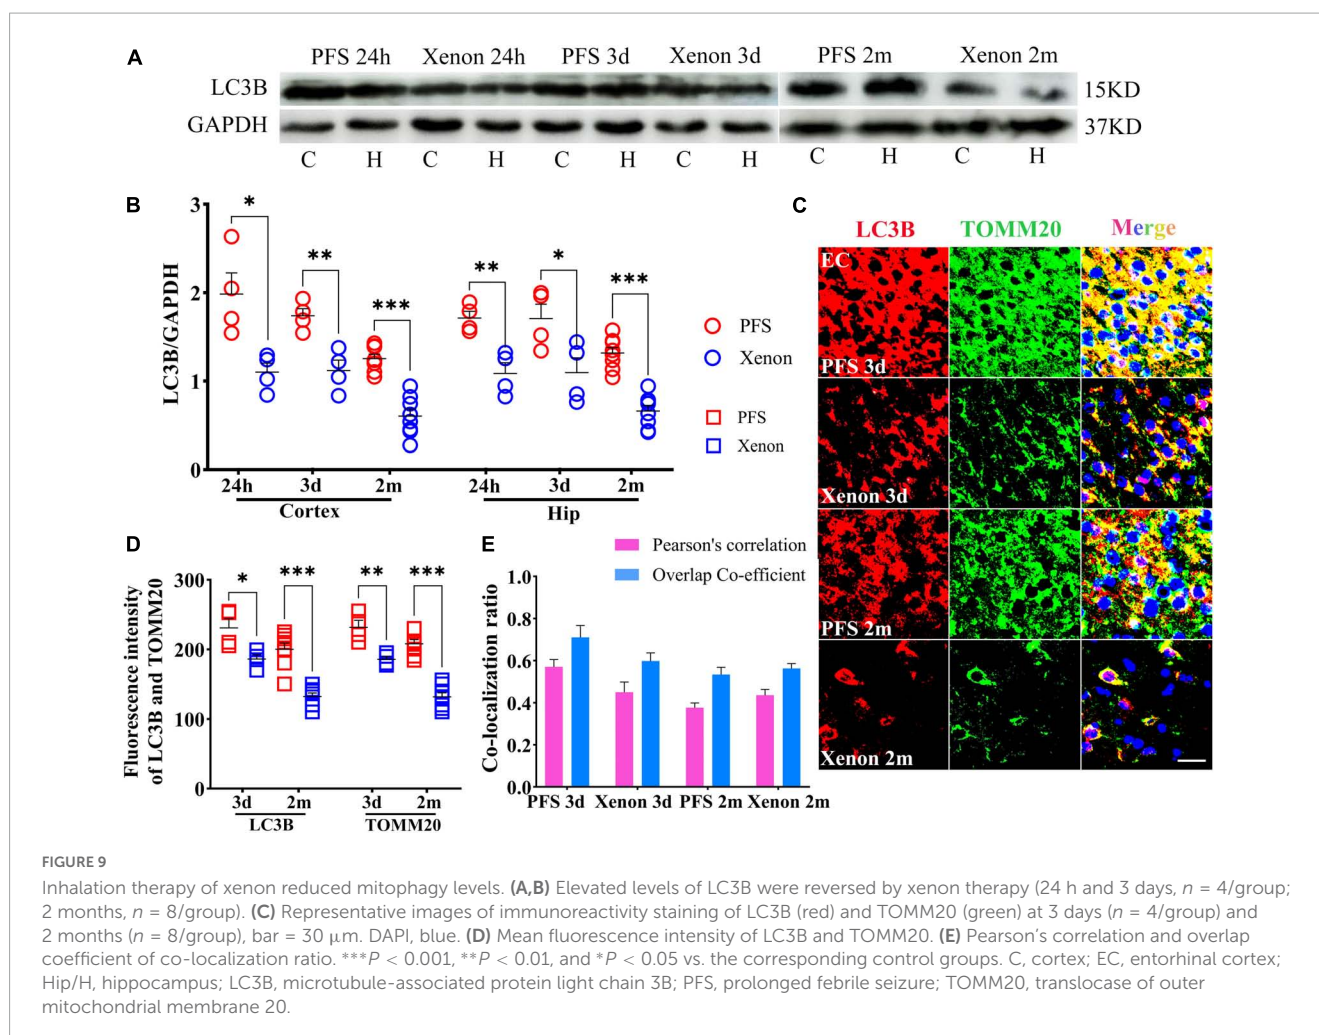 A
PFS 24h Xenon 24h PFS 3d Xenon 3d PFS 2m Xenon 2m
LC3B 15KD
GAPDH 37KD
C H C H C H C H C H C H
B
LC3B/GAPDH
3
2
1
0
* ** *** ** * ***
24h 3d 2m 24h 3d 2m
Cortex Hip
PFS
Xenon
PFS
Xenon
C
LC3B TOMM20 Merge
EC
PFS 3d
Xenon 3d
PFS 2m
Xenon 2m
D
Fluorescence intensity
of LC3B and TOMM20
300
200
100
0
* *** ** ***
3d 2m 3d 2m
LC3B TOMM20
E
Pearson's correlation
Overlap Co-efficient
Co-localization ratio
1.0
0.8
0.6
0.4
0.2
0.0
PFS 3d Xenon 3d PFS 2m Xenon 2m
FIGURE 9
Inhalation therapy of xenon reduced mitophagy levels. (A,B) Elevated levels of LC3B were reversed by xenon therapy (24 h and 3 days, n = 4/group;
2 months, n = 8/group). (C) Representative images of immunoreactivity staining of LC3B (red) and TOMM20 (green) at 3 days (n = 4/group) and
2 months (n = 8/group), bar = 30 μm. DAPI, blue. (D) Mean fluorescence intensity of LC3B and TOMM20. (E) Pearson's correlation and overlap
coefficient of co-localization ratio. ***P < 0.001, **P < 0.01, and *P < 0.05 vs. the corresponding control groups. C, cortex; EC, entorhinal cortex;
Hip/H, hippocampus; LC3B, microtubule-associated protein light chain 3B; PFS, prolonged febrile seizure; TOMM20, translocase of outer
mitochondrial membrane 20.